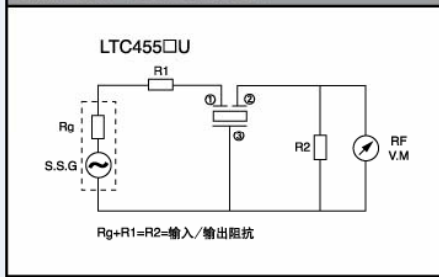 LTC455□U
R1
① ②
Rg
③
R2
RF
V.M
S.S.G
Rg+R1=R2=输入/输出阻抗